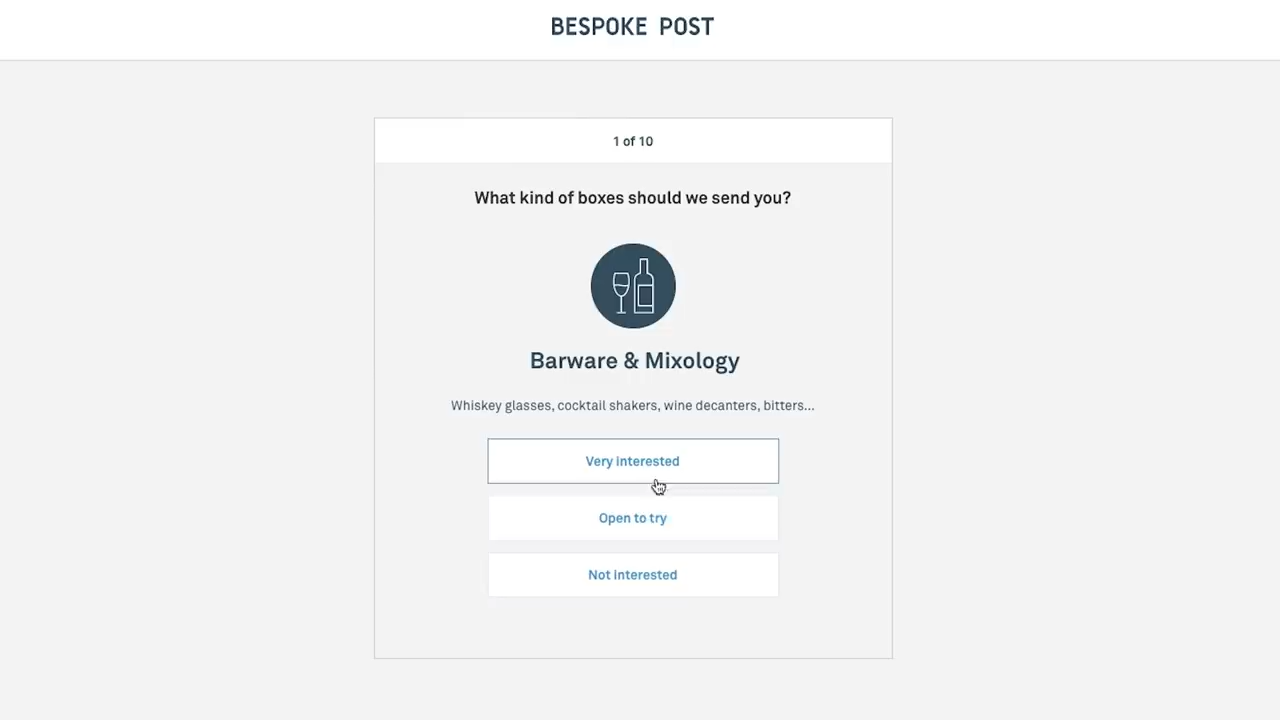 BESPOKE POST
1 of 10
What kind of boxes should we send you?
Barware & Mixology
Whiskey glasses, cocktail shakers, wine decanters, bitters...
Very interested
Open to try
Not interested